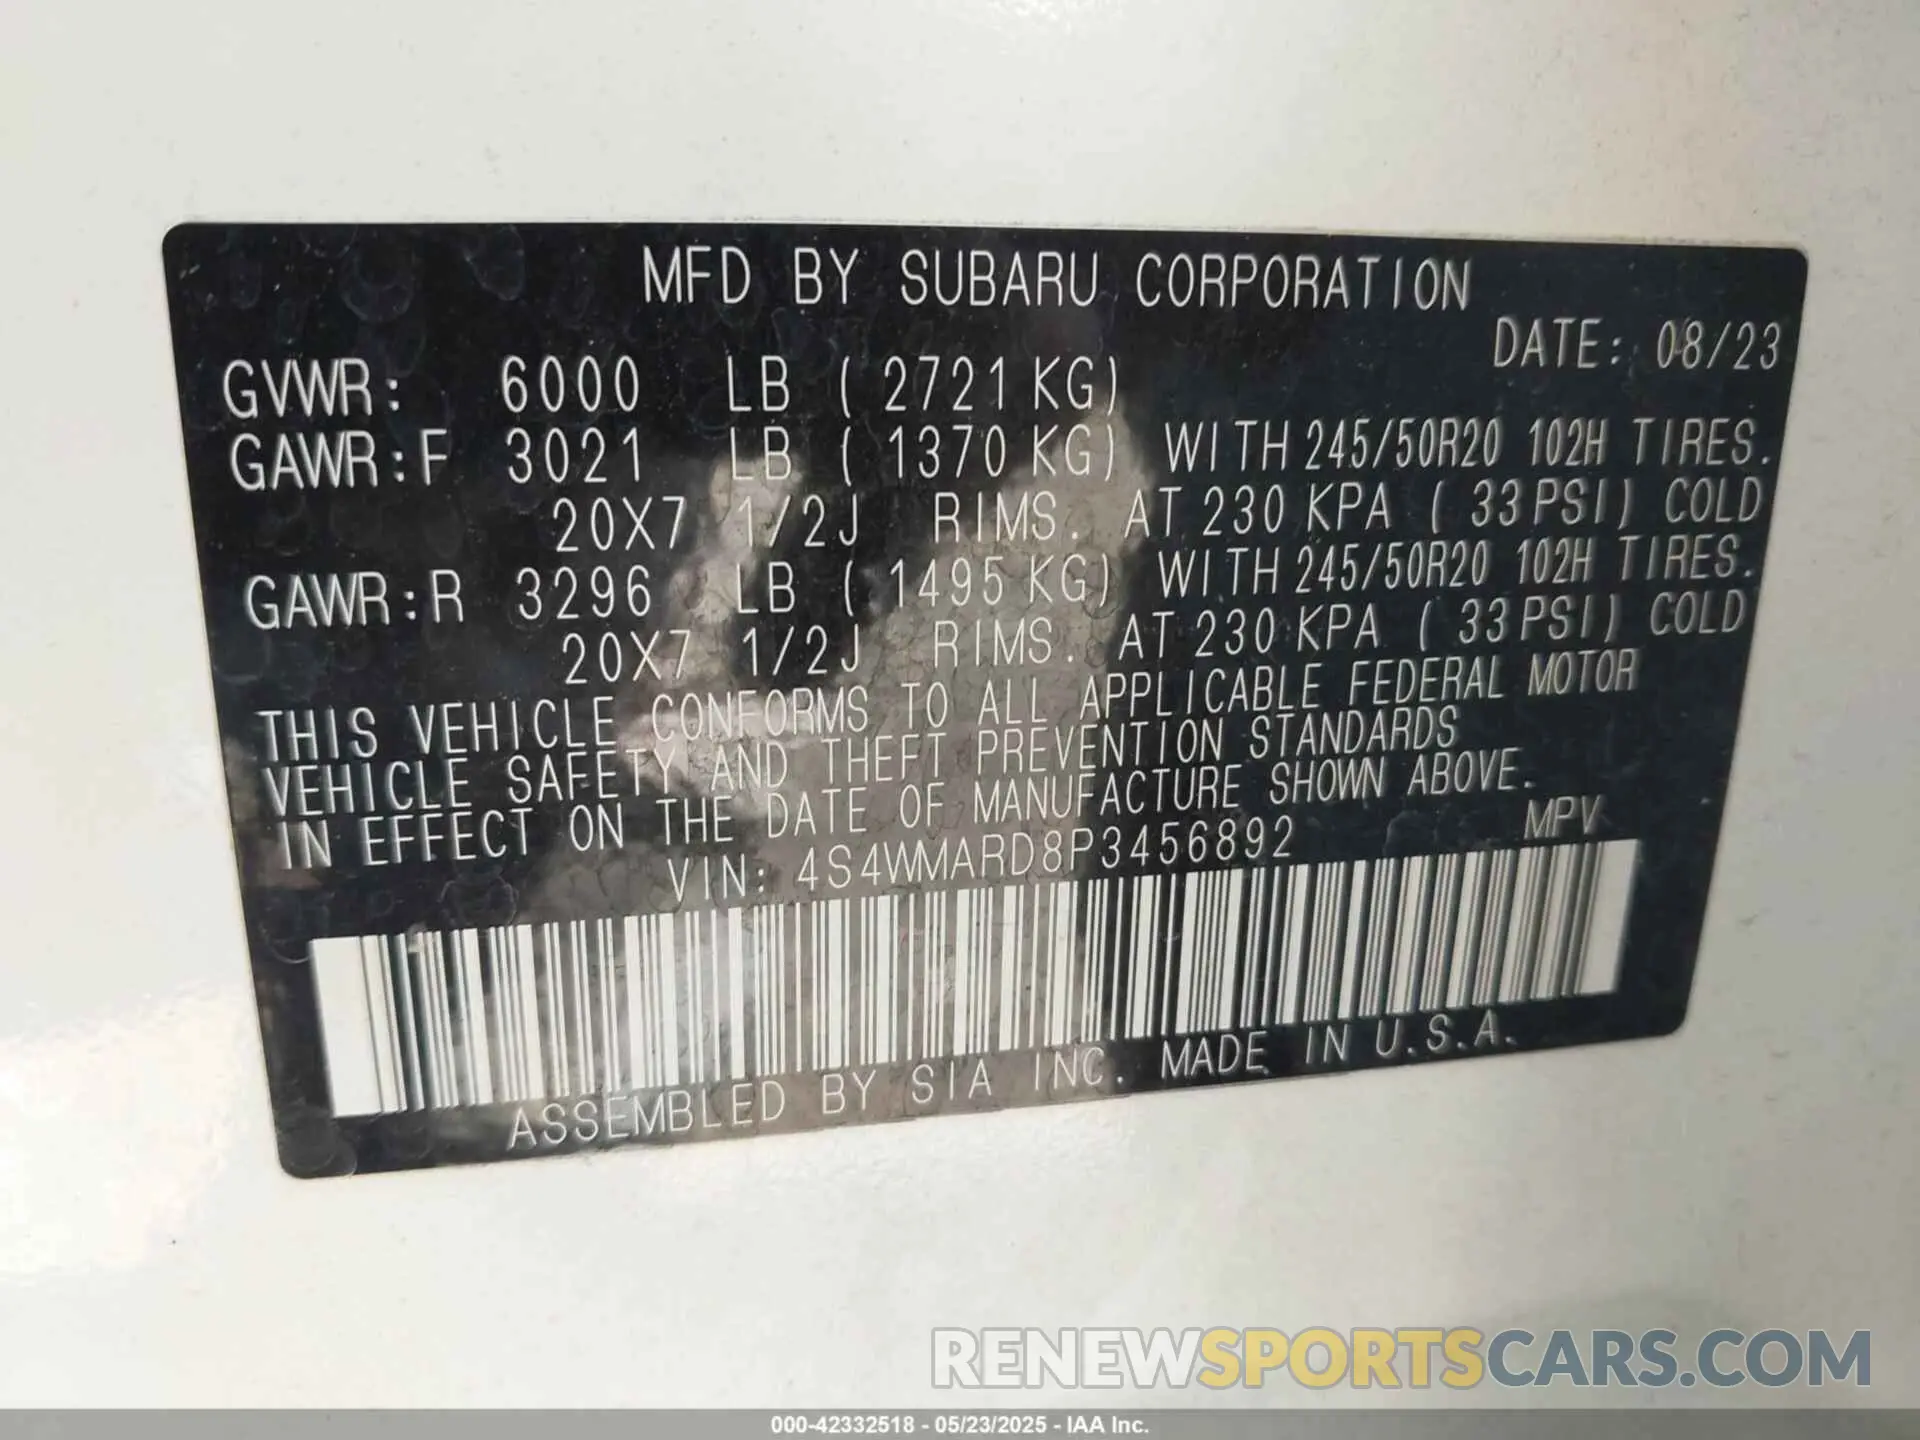 MFD BY SUBARU CORPORATION
DATE: 08/23
GVWR: 6000 LB ( 2721 KG)
GAWR:F 3021 LB ( 1370 KG) WITH 245/50R20 102H TIRES.
20X7 1/2J RIMS. AT 230 KPA ( 33 PSI) COLD
GAWR:R 3296 LB ( 1495 KG) WITH 245/50R20 102H TIRES.
20X7 1/2J RIMS. AT 230 KPA ( 33 PSI) COLD
THIS VEHICLE CONFORMS TO ALL APPLICABLE FEDERAL MOTOR
VEHICLE SAFETY AND THEFT PREVENTION STANDARDS
IN EFFECT ON THE DATE OF MANUFACTURE SHOWN ABOVE.
VIN: 4S4WMARD8P3456892 MPV
ASSEMBLED BY SIA INC. MADE IN U.S.A.
RENEWSPORTSCARS.COM
000-42332518 - 05/23/2025 - IAA Inc.